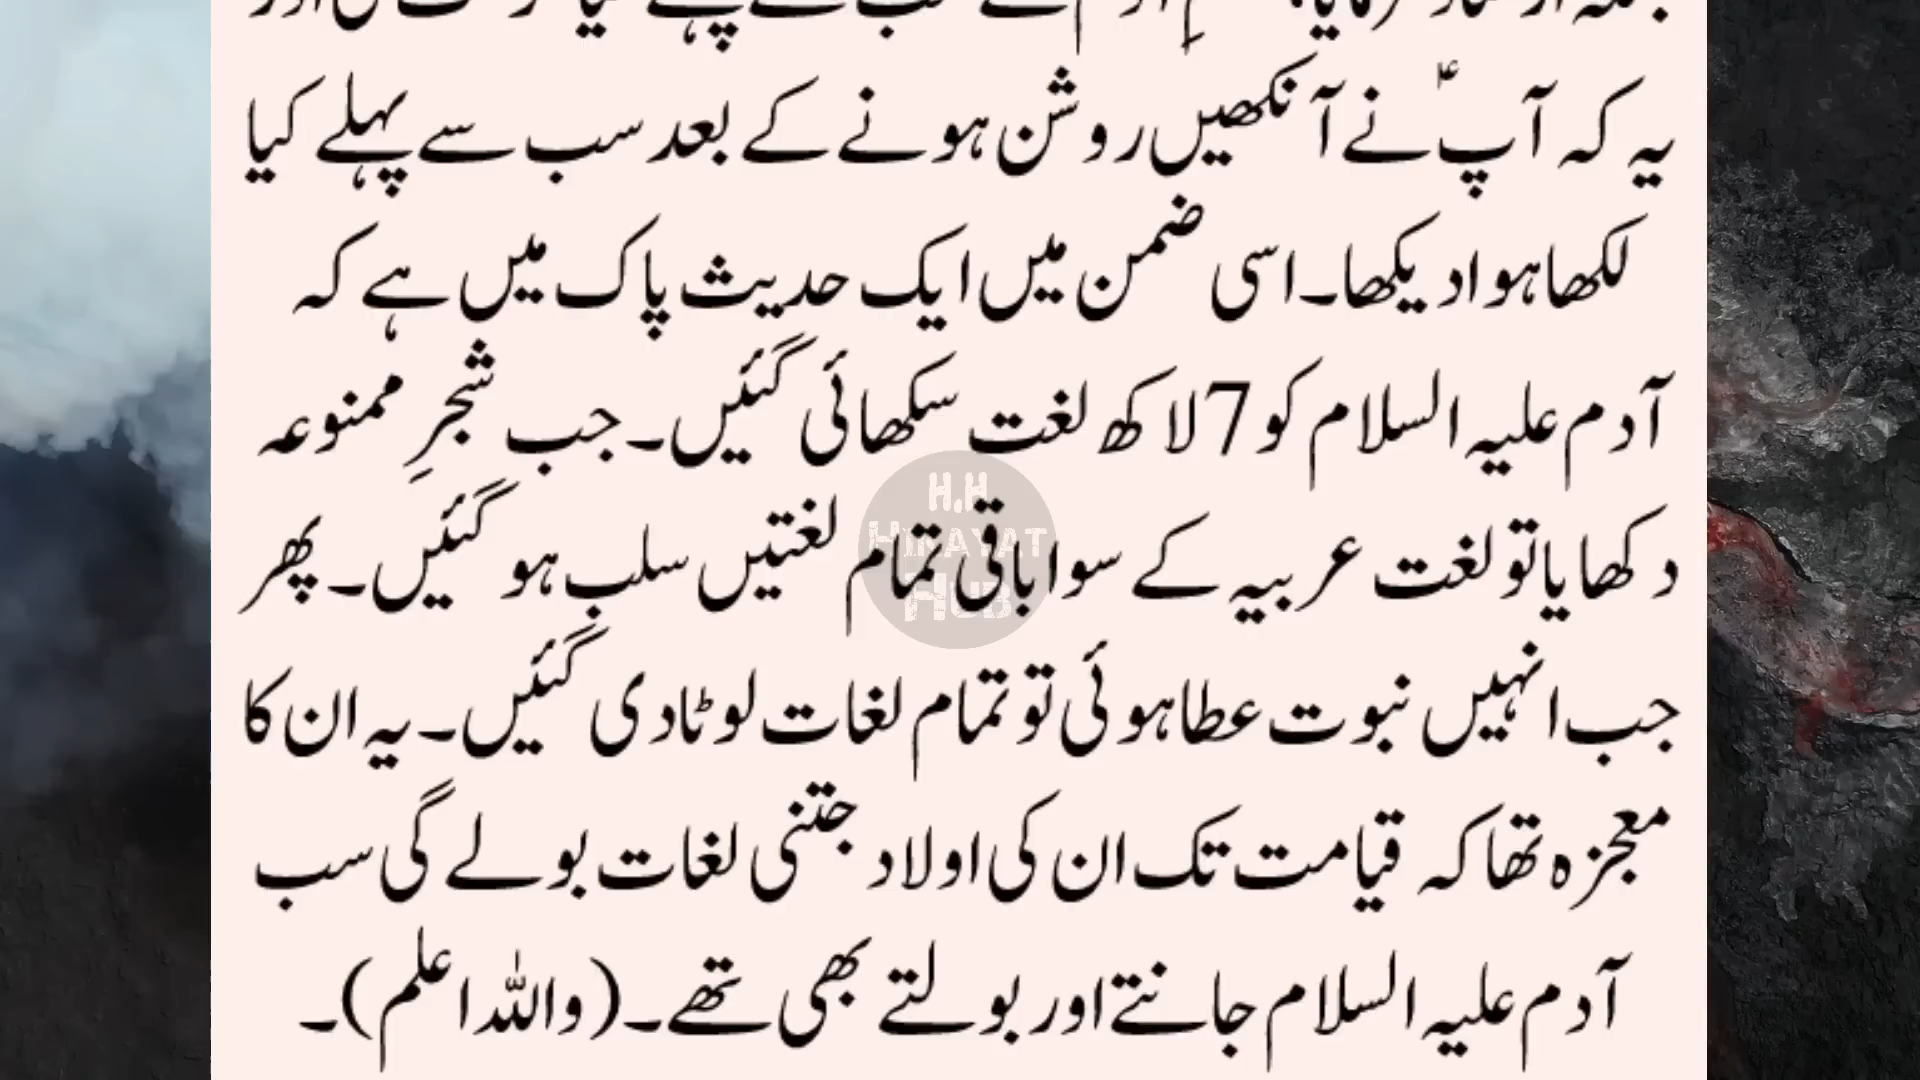 یہ کہ آپؑ نے آنکھیں روشن ہونے کے بعد سب سے پہلے کیا
لکھا ہوا دیکھا۔ اسی ضمن میں ایک حدیث پاک میں ہے کہ
آدم علیہ السلام کو 7 لاکھ لغت سکھائی گئیں۔ جب شجرِ ممنوعہ
دکھایا تو لغت عربیہ کے سوا باقی تمام لغتیں سلب ہو گئیں۔ پھر
جب انہیں نبوت عطا ہوئی تو تمام لغات لوٹا دی گئیں۔ یہ ان کا
معجزہ تھا کہ قیامت تک ان کی اولاد جتنی لغات بولے گی سب
آدم علیہ السلام جانتے اور بولتے بھی تھے۔ (واللہ اعلم)۔
H.H
HIKAYAT
HUB